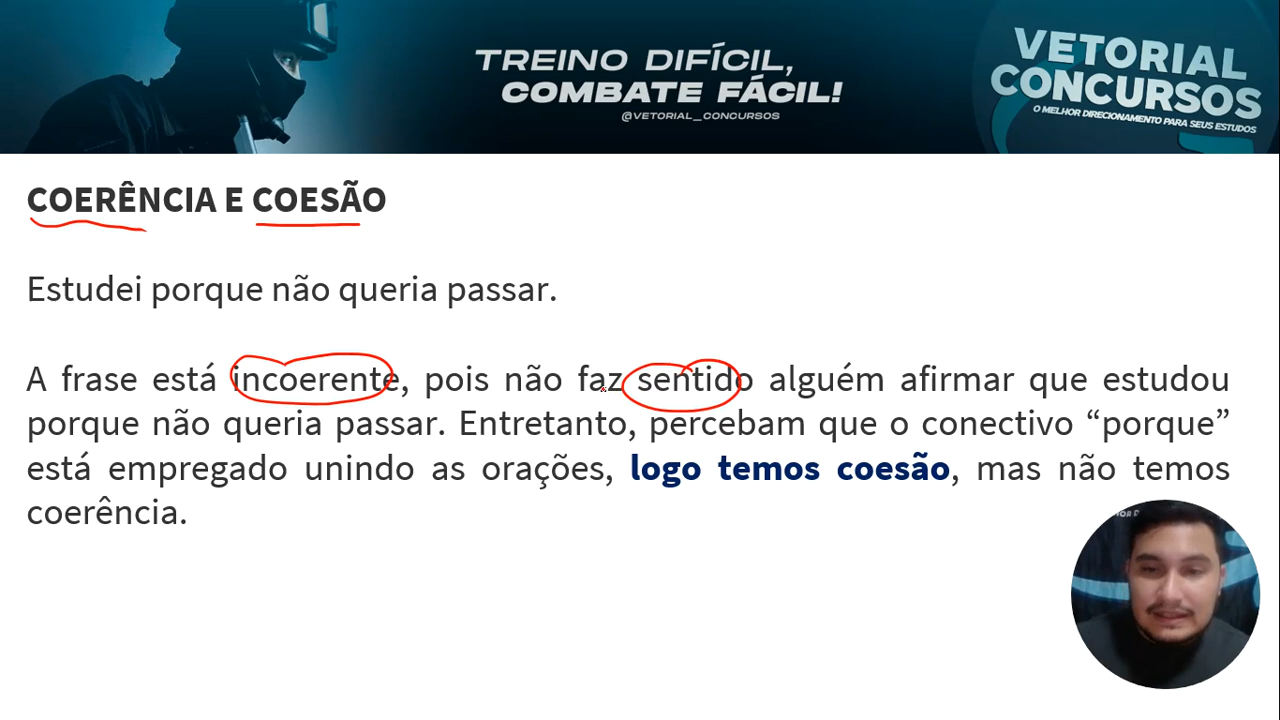 TREINO DIFÍCIL,
COMBATE FÁCIL!
@VETORIAL_CONCURSOS
VETORIAL
CONCURSOS
O MELHOR DIRECIONAMENTO PARA SEUS ESTUDOS
COERÊNCIA E COESÃO
Estudei porque não queria passar.
A frase está incoerente, pois não faz sentido alguém afirmar que estudou
porque não queria passar. Entretanto, percebam que o conectivo “porque”
está empregado unindo as orações, logo temos coesão, mas não temos
coerência.